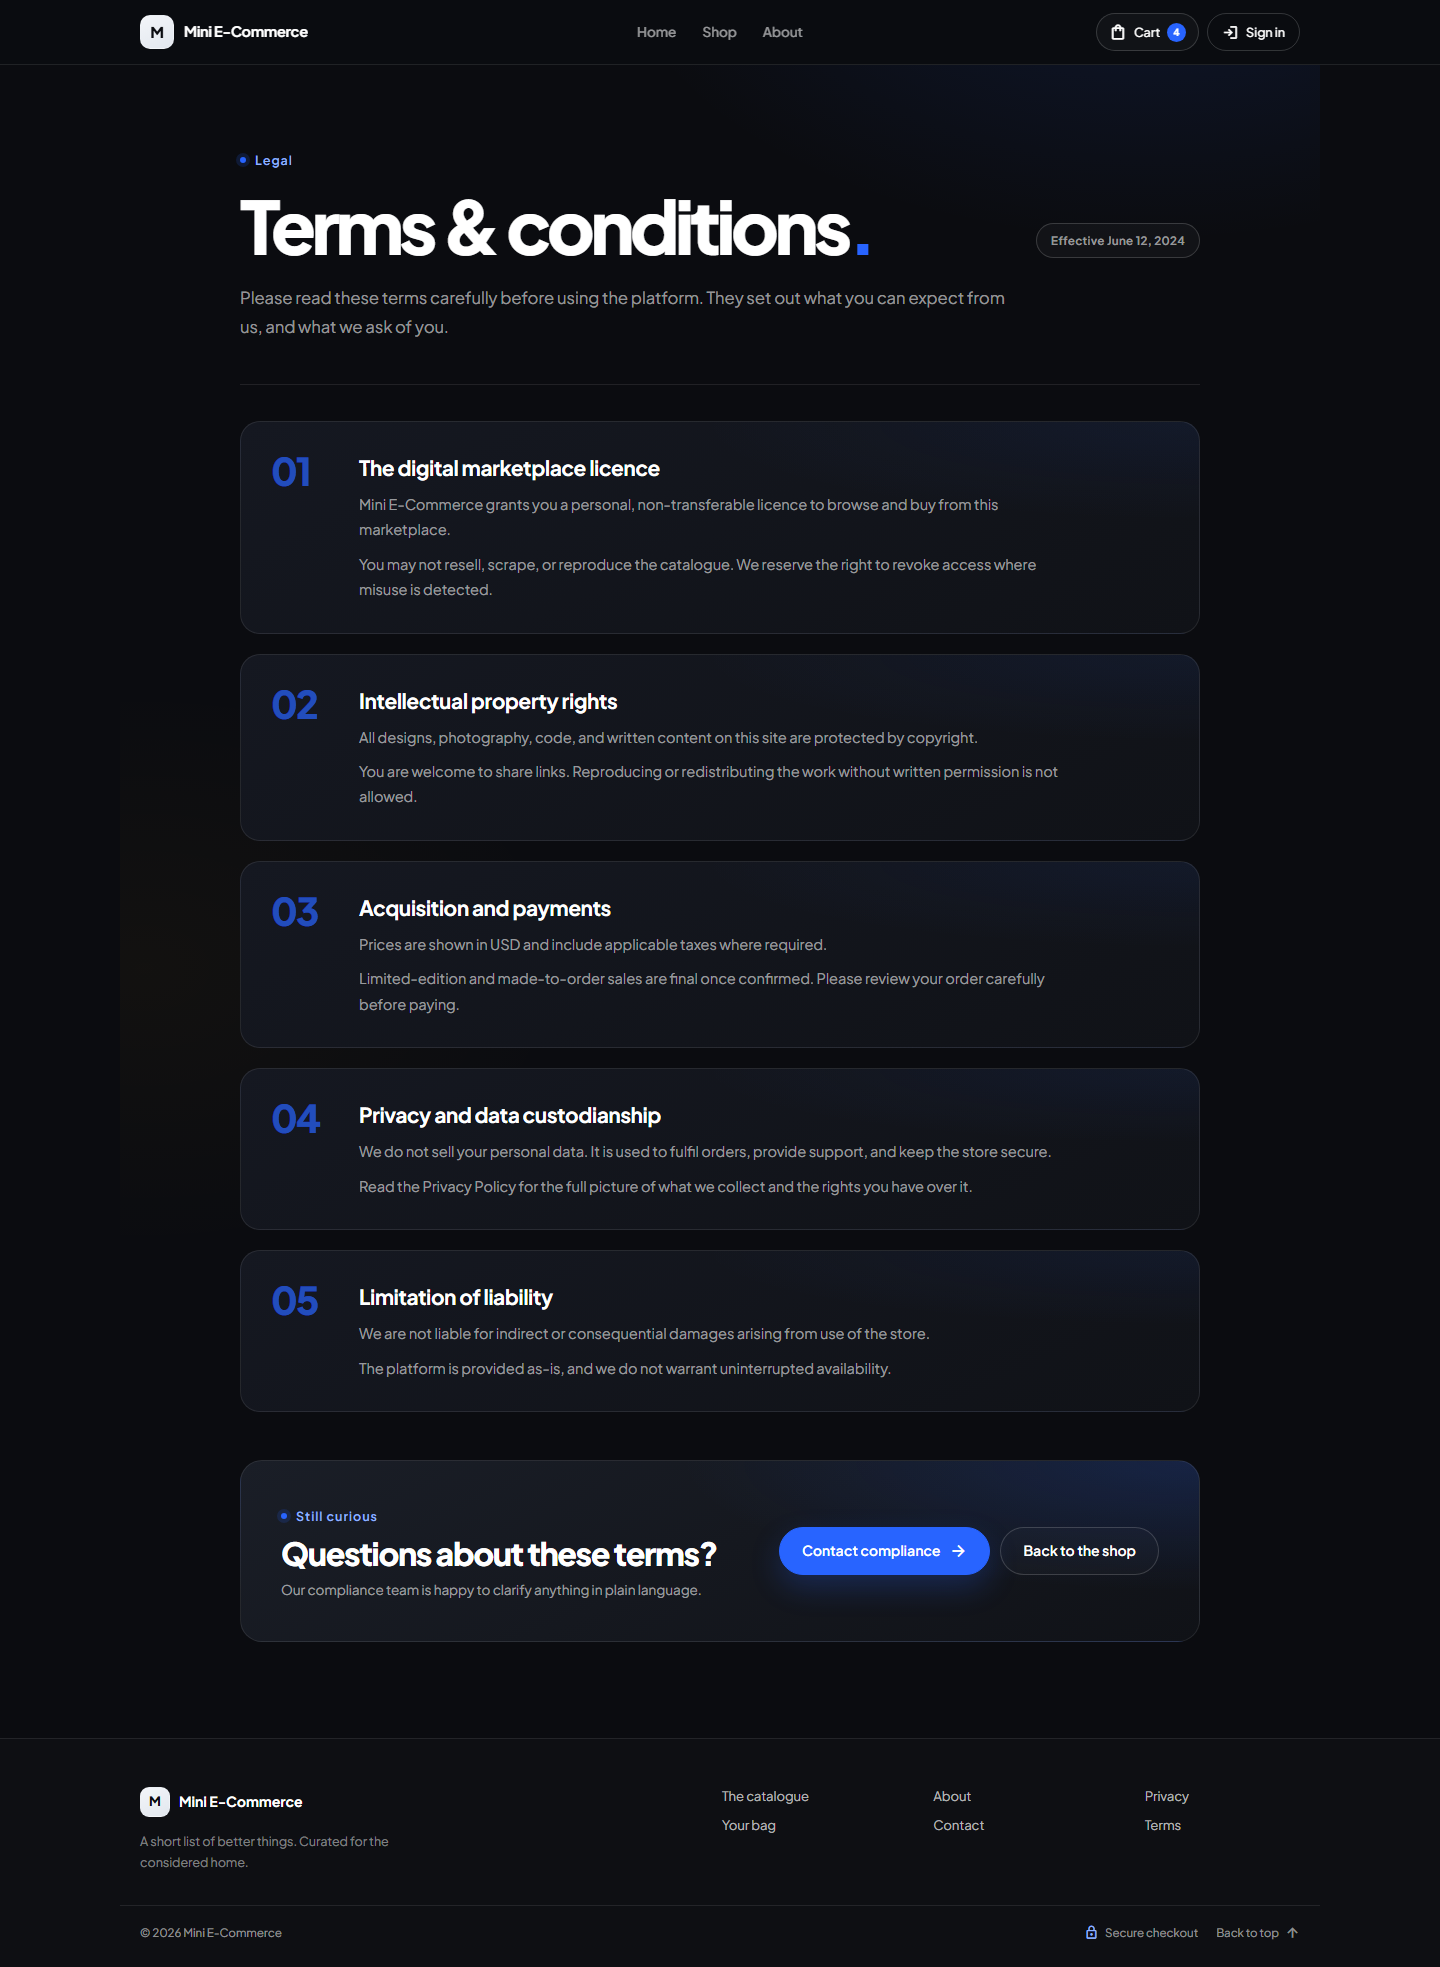 M Mini E-Commerce
Home Shop About
Cart 4 Sign in
Legal
Terms & conditions.
Effective June 12, 2024
Please read these terms carefully before using the platform. They set out what you can expect from
us, and what we ask of you.
01
The digital marketplace licence
Mini E-Commerce grants you a personal, non-transferable licence to browse and buy from this
marketplace.
You may not resell, scrape, or reproduce the catalogue. We reserve the right to revoke access where
misuse is detected.
02
Intellectual property rights
All designs, photography, code, and written content on this site are protected by copyright.
You are welcome to share links. Reproducing or redistributing the work without written permission is not
allowed.
03
Acquisition and payments
Prices are shown in USD and include applicable taxes where required.
Limited-edition and made-to-order sales are final once confirmed. Please review your order carefully
before paying.
04
Privacy and data custodianship
We do not sell your personal data. It is used to fulfil orders, provide support, and keep the store secure.
Read the Privacy Policy for the full picture of what we collect and the rights you have over it.
05
Limitation of liability
We are not liable for indirect or consequential damages arising from use of the store.
The platform is provided as-is, and we do not warrant uninterrupted availability.
Still curious
Questions about these terms?
Our compliance team is happy to clarify anything in plain language.
Contact compliance
Back to the shop
M Mini E-Commerce
A short list of better things. Curated for the
considered home.
The catalogue
Your bag
About
Contact
Privacy
Terms
© 2026 Mini E-Commerce
Secure checkout
Back to top